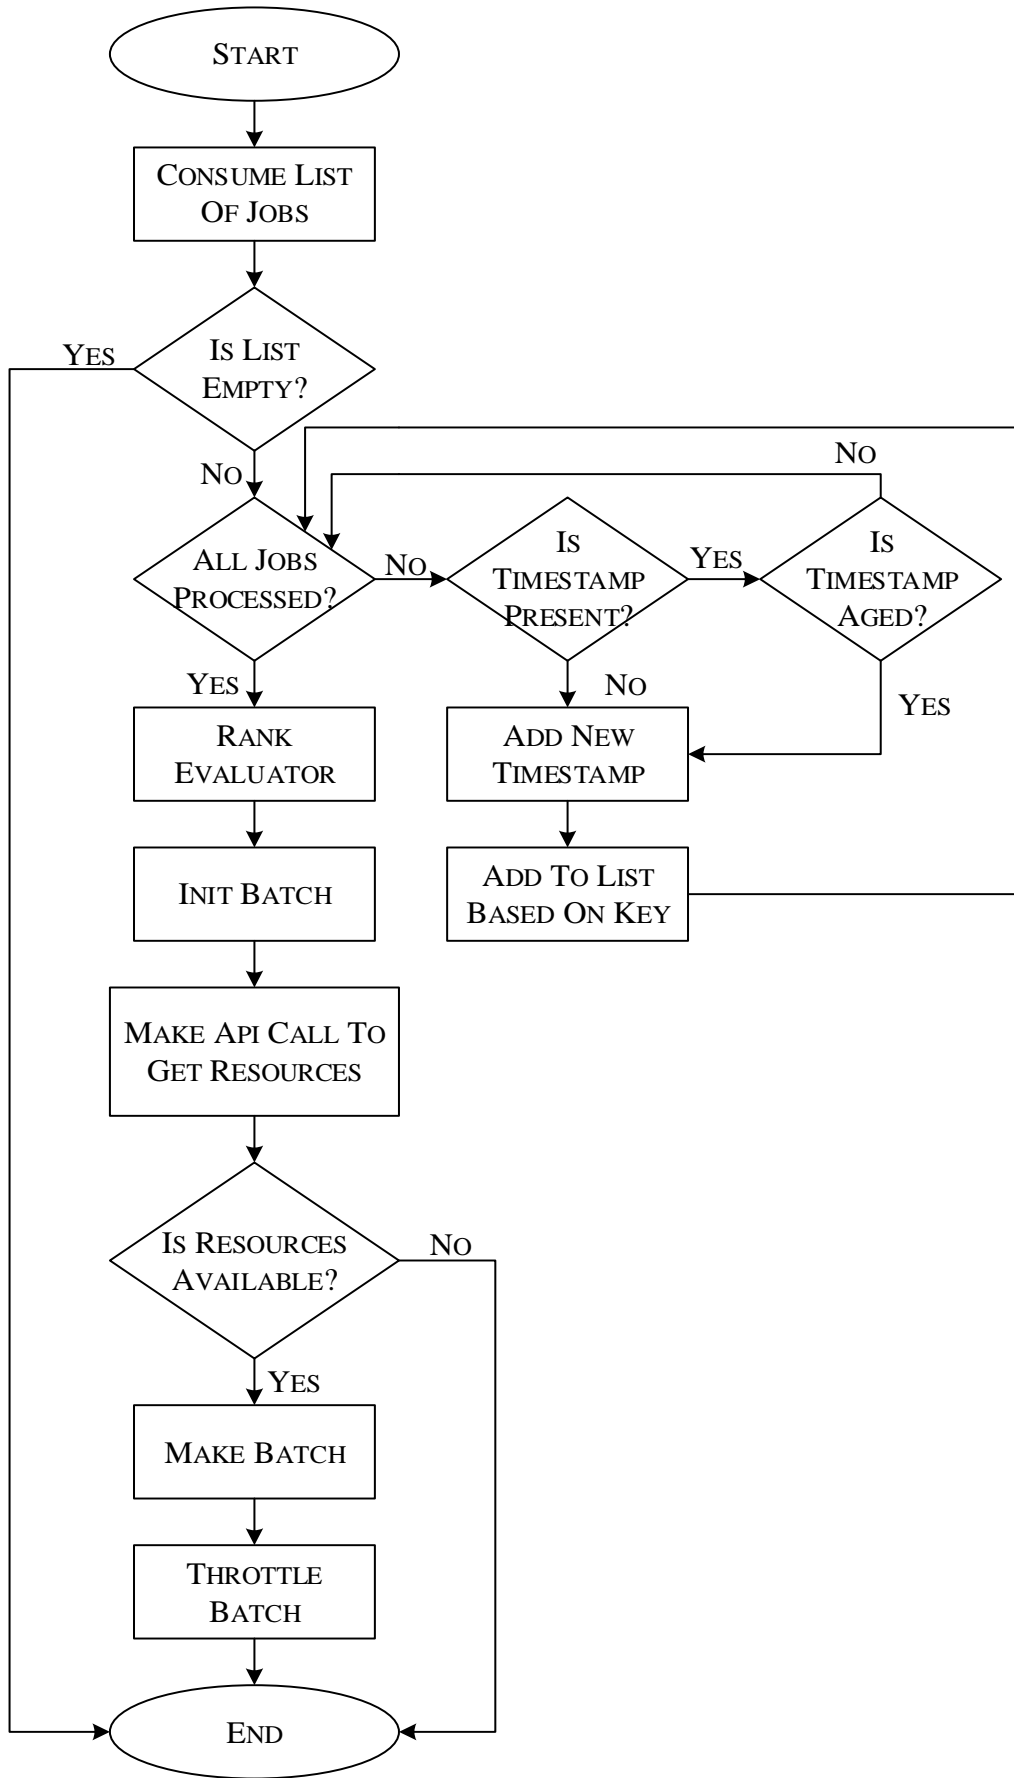 START
CONSUME LIST
OF JOBS
YES
IS LIST
EMPTY?
NO
NO
ALL JOBS
PROCESSED?
NO
IS
TIMESTAMP
PRESENT?
YES
IS
TIMESTAMP
AGED?
YES
NO
YES
RANK
EVALUATOR
ADD NEW
TIMESTAMP
INIT BATCH
ADD TO LIST
BASED ON KEY
MAKE API CALL TO
GET RESOURCES
IS RESOURCES
AVAILABLE?
NO
YES
MAKE BATCH
THROTTLE
BATCH
END